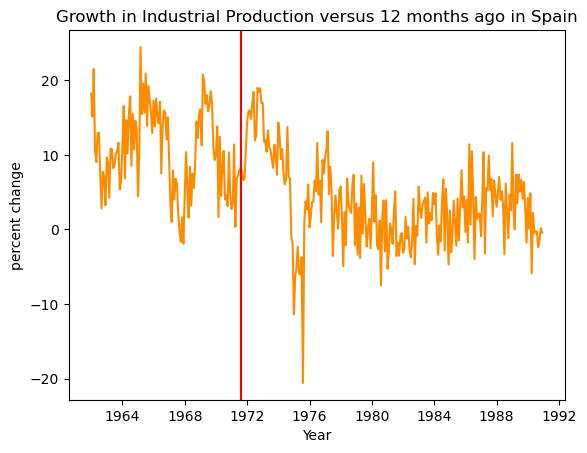 Growth in Industrial Production versus 12 months ago in Spain
percent change
20
10
0
−10
−20
1964 1968 1972 1976 1980 1984 1988 1992
Year